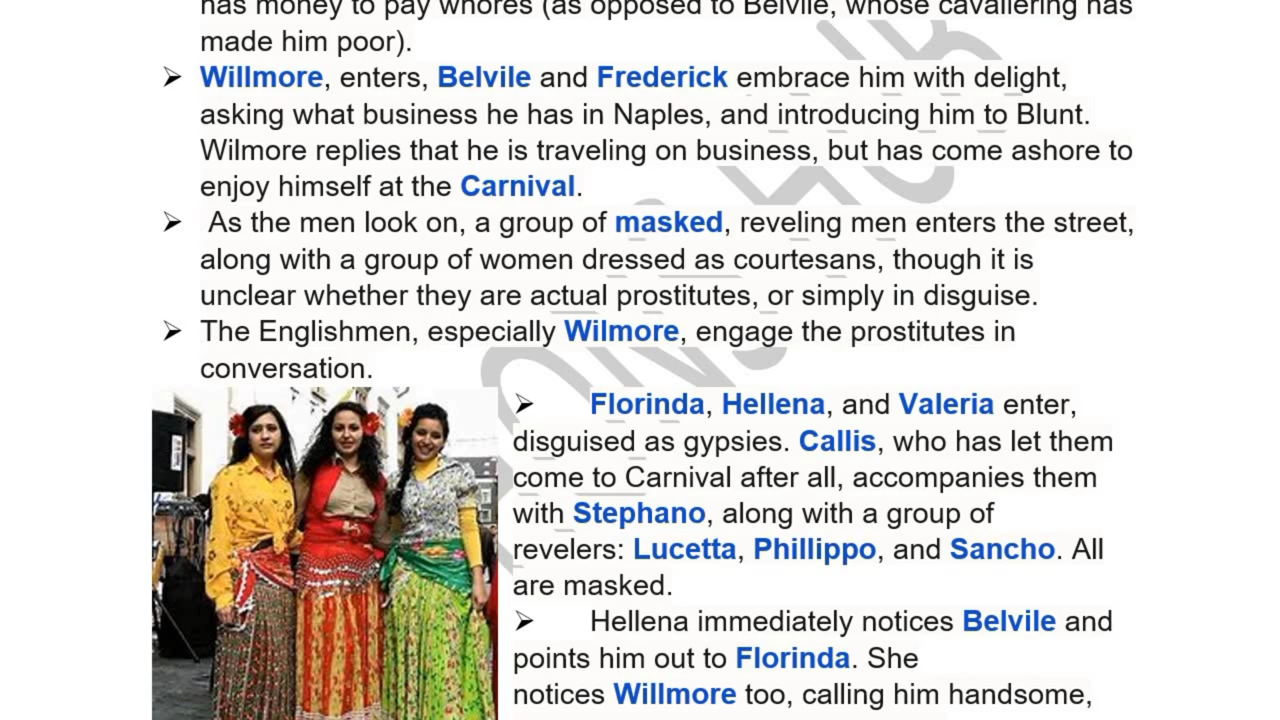 has money to pay whores (as opposed to Belvile, whose cavaliering has
made him poor).
➢ Willmore, enters, Belvile and Frederick embrace him with delight,
asking what business he has in Naples, and introducing him to Blunt.
Wilmore replies that he is traveling on business, but has come ashore to
enjoy himself at the Carnival.
➢ As the men look on, a group of masked, reveling men enters the street,
along with a group of women dressed as courtesans, though it is
unclear whether they are actual prostitutes, or simply in disguise.
➢ The Englishmen, especially Wilmore, engage the prostitutes in
conversation.
➢ Florinda, Hellena, and Valeria enter,
disguised as gypsies. Callis, who has let them
come to Carnival after all, accompanies them
with Stephano, along with a group of
revelers: Lucetta, Phillippo, and Sancho. All
are masked.
➢ Hellena immediately notices Belvile and
points him out to Florinda. She
notices Willmore too, calling him handsome,